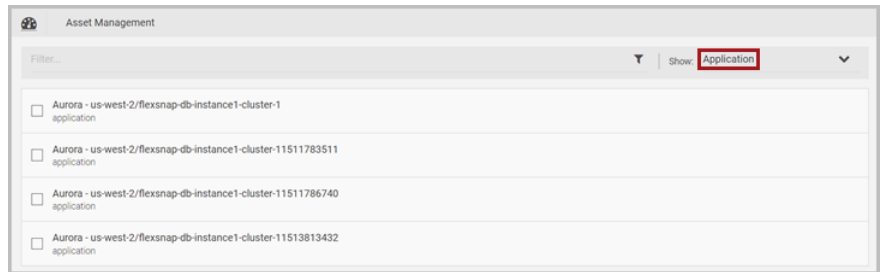 Asset Management
Filter... Show: Application
Aurora - us-west-2/flexsnap-db-instance1-cluster-1
application
Aurora - us-west-2/flexsnap-db-instance1-cluster-11511783511
application
Aurora - us-west-2/flexsnap-db-instance1-cluster-11511786740
application
Aurora - us-west-2/flexsnap-db-instance1-cluster-11513813432
application